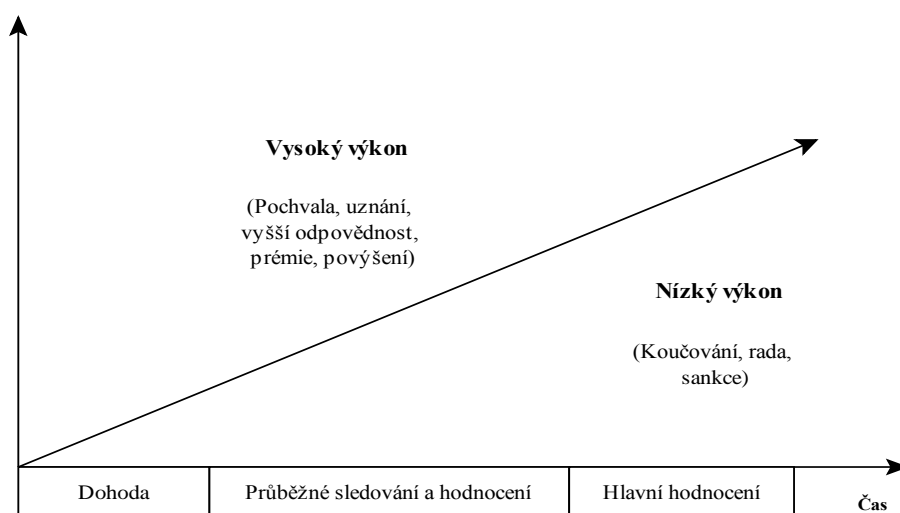 Vysoký výkon
(Pochvala, uznání,
vyšší odpovědnost,
prémie, povýšení)
Nízký výkon
(Koučování, rada,
sankce)
Dohoda
Průběžné sledování a hodnocení
Hlavní hodnocení
Čas